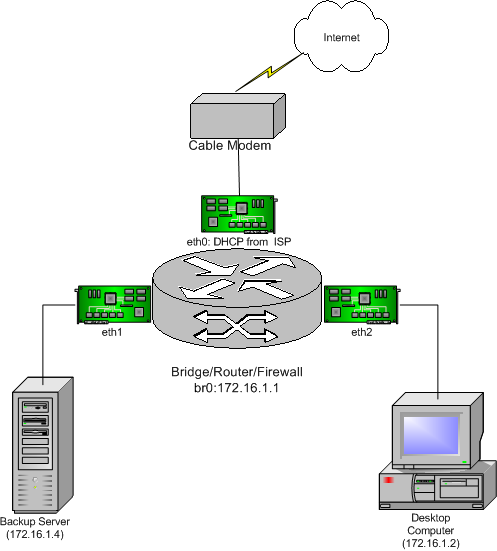 Internet
Cable Modem
eth0: DHCP from ISP
eth1
eth2
Bridge/Router/Firewall
br0:172.16.1.1
Backup Server
(172.16.1.4)
Desktop
Computer
(172.16.1.2)